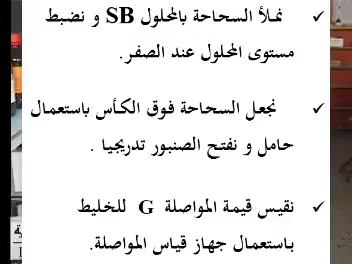 ✓ نملأ السحاحة بالمحلول SB و نضبط
مستوى المحلول عند الصفر.
✓ نجعل السحاحة فوق الكأس باستعمال
حامل و نفتح الصنبور تدريجيا .
✓ نقيس قيمة المواصلة G للخليط
باستعمال جهاز قياس المواصلة.